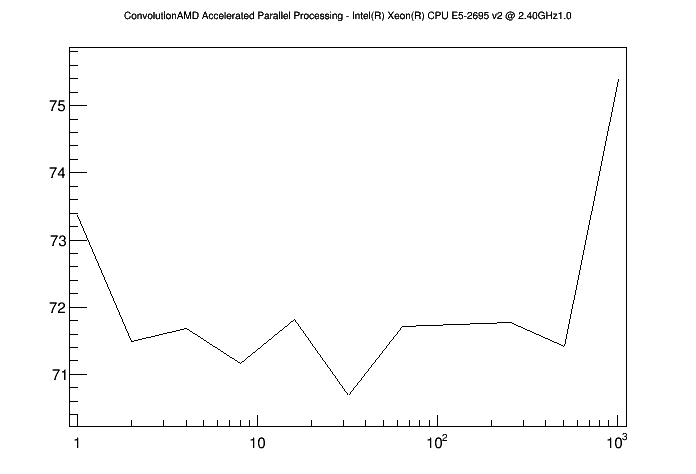 ConvolutionAMD Accelerated Parallel Processing - Intel(R) Xeon(R) CPU E5-2695 v2 @ 2.40GHz1.0
75
74
73
72
71
1 10 10² 10³